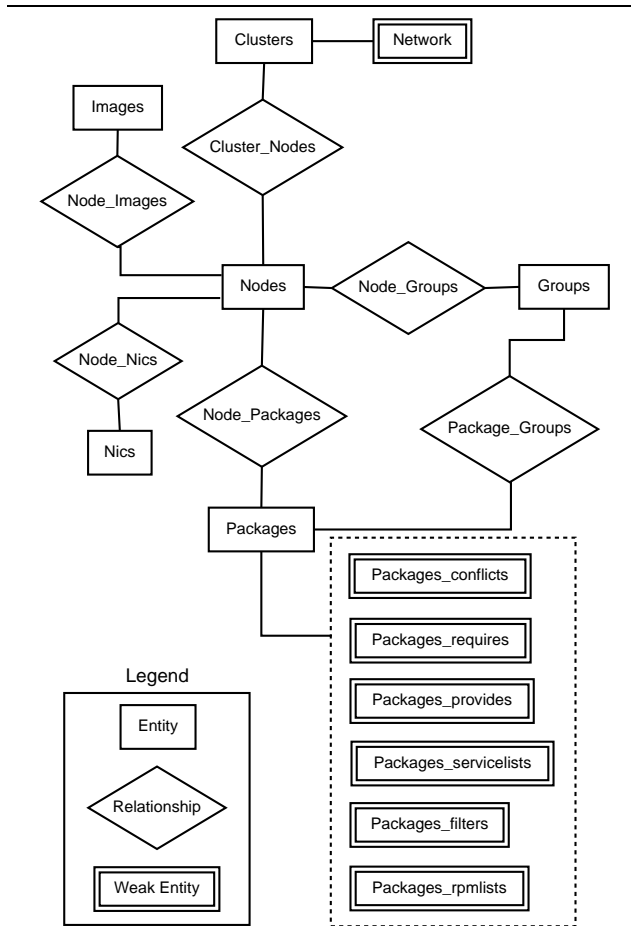 Clusters
Network
Images
Cluster_Nodes
Node_Images
Nodes
Node_Groups
Groups
Node_Nics
Node_Packages
Package_Groups
Nics
Packages
Packages_conflicts
Packages_requires
Packages_provides
Packages_servicelists
Packages_filters
Packages_rpmlists
Legend
Entity
Relationship
Weak Entity